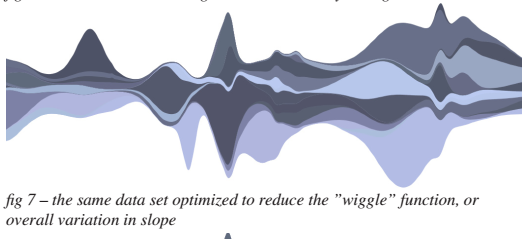 fig 7 – the same data set optimized to reduce the ”wiggle” function, or
overall variation in slope